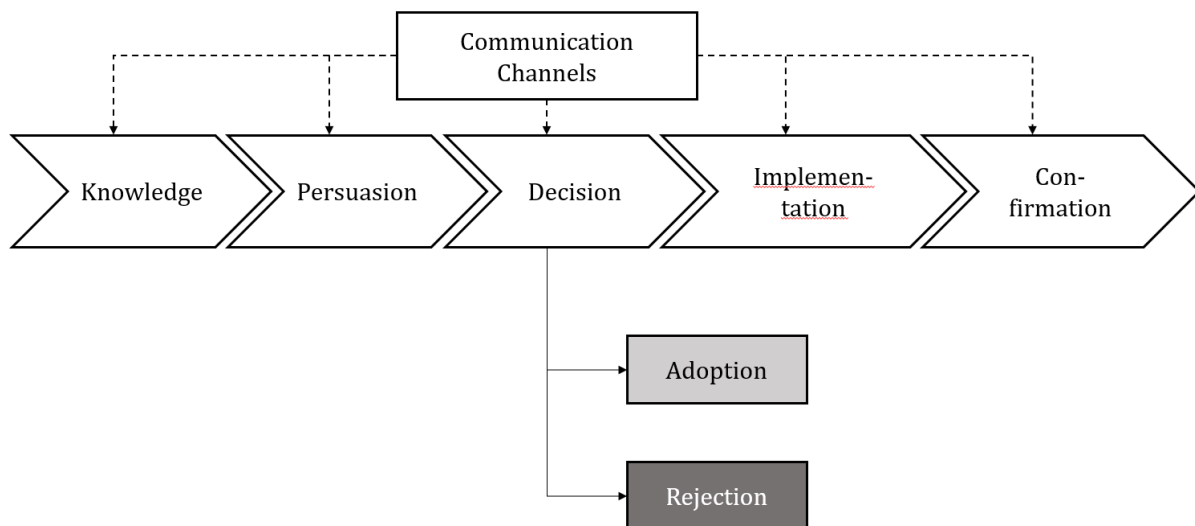 Communication
Channels
Knowledge
Persuasion
Decision
Implemen-
tation
Con-
firmation
Adoption
Rejection